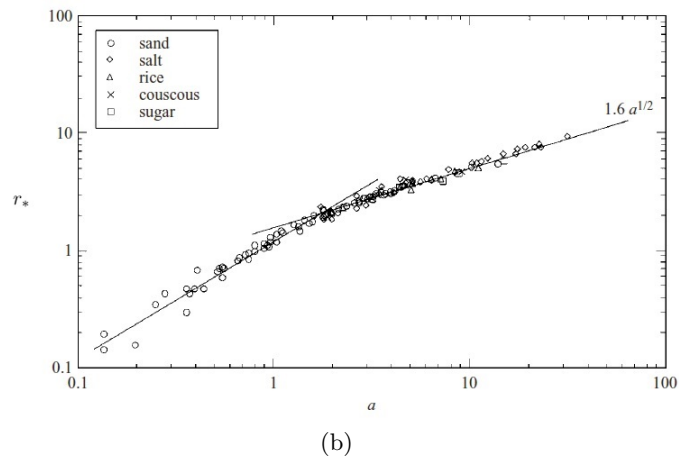 100
sand
salt
rice
couscous
sugar
1.6 a^{1/2}
10
r_*
1
0.1
0.1 1 10 100
a
(b)